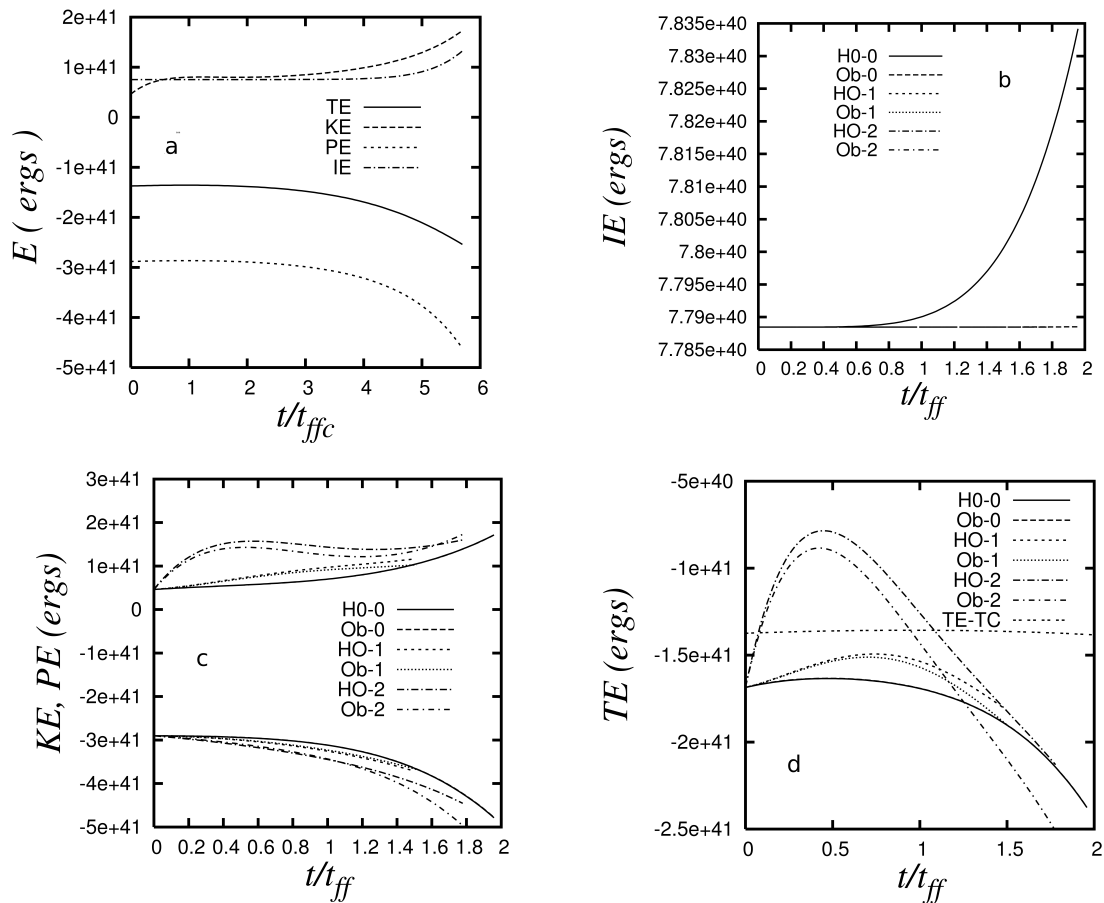 2e+41
1e+41
0
-1e+41
-2e+41
-3e+41
-4e+41
-5e+41
E ( ergs )
a
TE
KE
PE
IE
0 1 2 3 4 5 6
t/tffc
7.835e+40
7.83e+40
7.825e+40
7.82e+40
7.815e+40
7.81e+40
7.805e+40
7.8e+40
7.795e+40
7.79e+40
7.785e+40
IE (ergs)
H0-0
Ob-0
HO-1
Ob-1
HO-2
Ob-2
b
0 0.2 0.4 0.6 0.8 1 1.2 1.4 1.6 1.8 2
t/tff
3e+41
2e+41
1e+41
0
-1e+41
-2e+41
-3e+41
-4e+41
-5e+41
KE, PE (ergs)
c
H0-0
Ob-0
HO-1
Ob-1
HO-2
Ob-2
0 0.2 0.4 0.6 0.8 1 1.2 1.4 1.6 1.8 2
t/tff
-5e+40
-1e+41
-1.5e+41
-2e+41
-2.5e+41
TE (ergs)
H0-0
Ob-0
HO-1
Ob-1
HO-2
Ob-2
TE-TC
d
0 0.5 1 1.5 2
t/tff